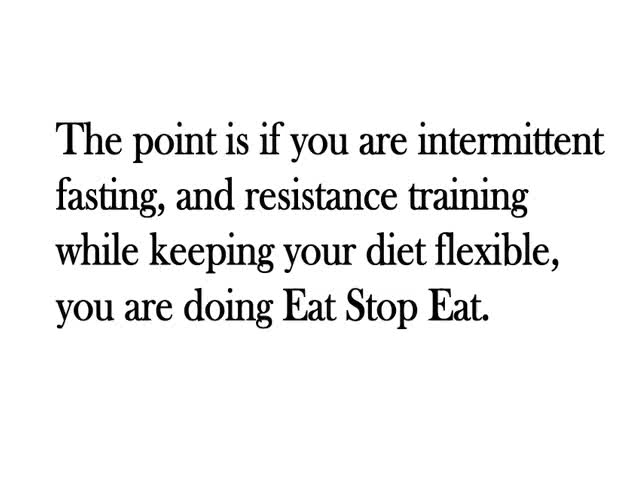 The point is if you are intermittent
fasting, and resistance training
while keeping your diet flexible,
you are doing Eat Stop Eat.